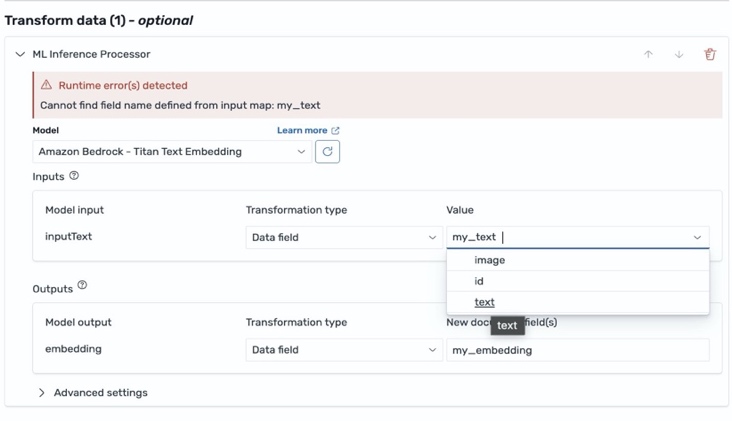 Transform data (1) - optional
ML Inference Processor
Runtime error(s) detected
Cannot find field name defined from input map: my_text
Model
Learn more
Amazon Bedrock - Titan Text Embedding
Inputs
Model input Transformation type Value
inputText Data field my_text
image
id
text
Outputs
text
Model output Transformation type New field(s)
embedding Data field my_embedding
Advanced settings